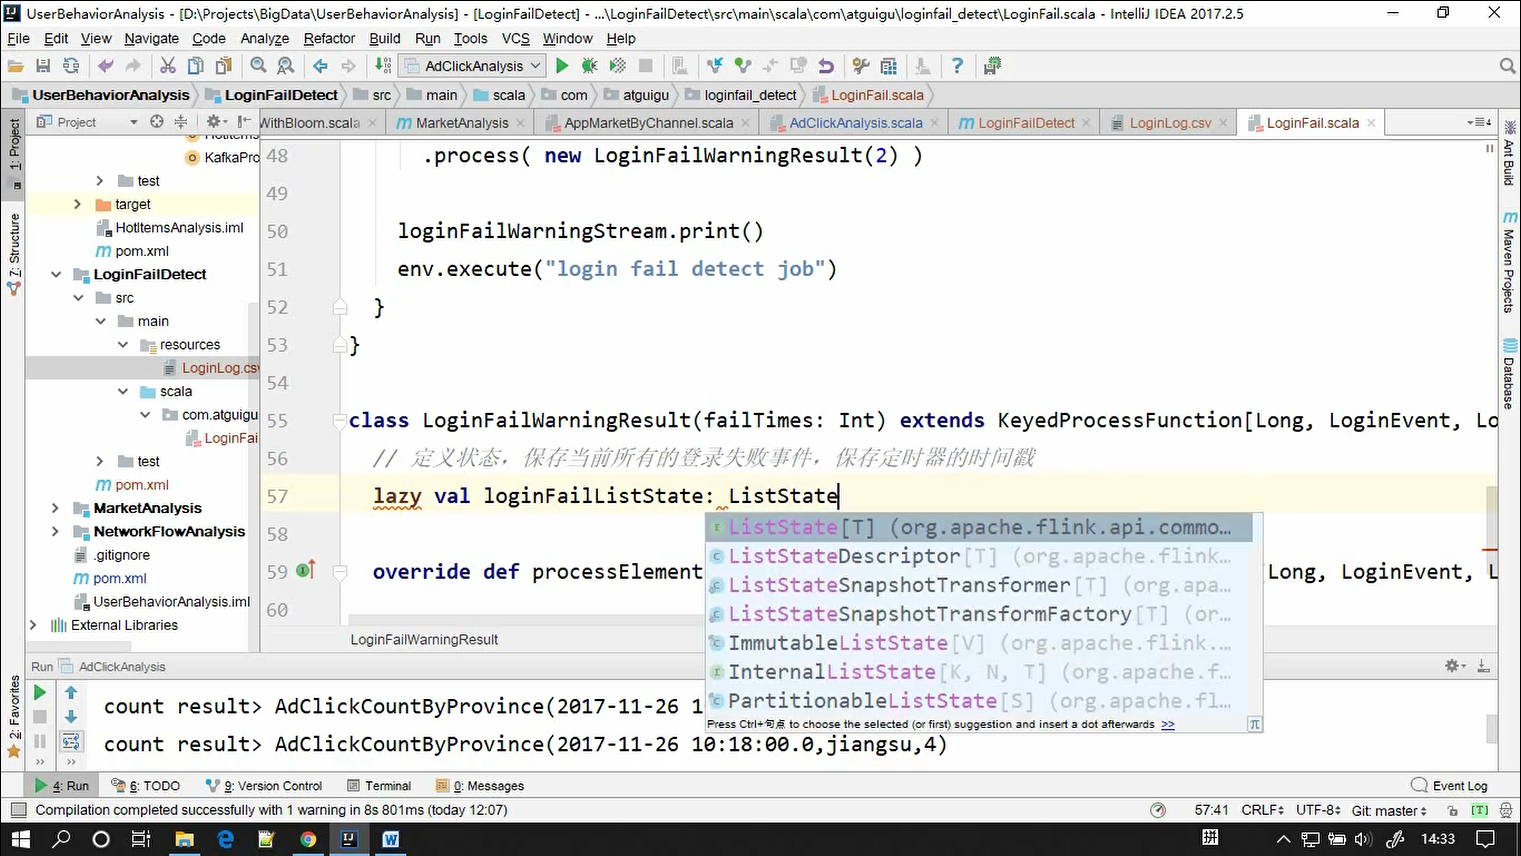 UserBehaviorAnalysis - [D:\Projects\BigData\UserBehaviorAnalysis] - [LoginFailDetect] - ...\LoginFailDetect\src\main\scala\com\atguigu\loginfail_detect\LoginFail.scala - IntelliJ IDEA 2017.2.5
File Edit View Navigate Code Analyze Refactor Build Run Tools VCS Window Help
AdClickAnalysis
UserBehaviorAnalysis LoginFailDetect src main scala com atguigu loginfail_detect LoginFail.scala
Project WithBloom.scala MarketAnalysis AppMarketByChannel.scala AdClickAnalysis.scala LoginFailDetect LoginLog.csv LoginFail.scala 4
1: Project
7: Structure
2: Favorites
KafkaPro
test
target
HotItemsAnalysis.iml
pom.xml
LoginFailDetect
src
main
resources
LoginLog.cs
scala
com.atguigu
LoginFai
test
pom.xml
MarketAnalysis
NetworkFlowAnalysis
.gitignore
pom.xml
UserBehaviorAnalysis.iml
External Libraries
48 .process( new LoginFailWarningResult(2) )
49
50 loginFailWarningStream.print()
51 env.execute("login fail detect job")
52 }
53 }
54
55 class LoginFailWarningResult(failTimes: Int) extends KeyedProcessFunction[Long, LoginEvent, Lo
56 // 定义状态，保存当前所有的登录失败事件，保存定时器的时间戳
57 lazy val loginFailListState: ListState
58
59 override def processElement [Long, LoginEvent, L
60
ListState[T] (org.apache.flink.api.commo...
ListStateDescriptor[T] (org.apache.flink...
ListStateSnapshotTransformer[T] (org.apa...
ListStateSnapshotTransformFactory[T] (or...
ImmutableListState[V] (org.apache.flink....
InternalListState[K, N, T] (org.apache.f...
PartitionableListState[S] (org.apache.fl...
Press Ctrl+句点 to choose the selected (or first) suggestion and insert a dot afterwards >> π
LoginFailWarningResult
Ant Build
Maven Projects
Database
Run AdClickAnalysis
count result> AdClickCountByProvince(2017-11-26 1
count result> AdClickCountByProvince(2017-11-26 10:18:00.0,jiangsu,4)
4: Run 6: TODO 9: Version Control Terminal 0: Messages Event Log
Compilation completed successfully with 1 warning in 8s 801ms (today 12:07) 57:41 CRLF UTF-8 Git: master [T]
拼 14:33